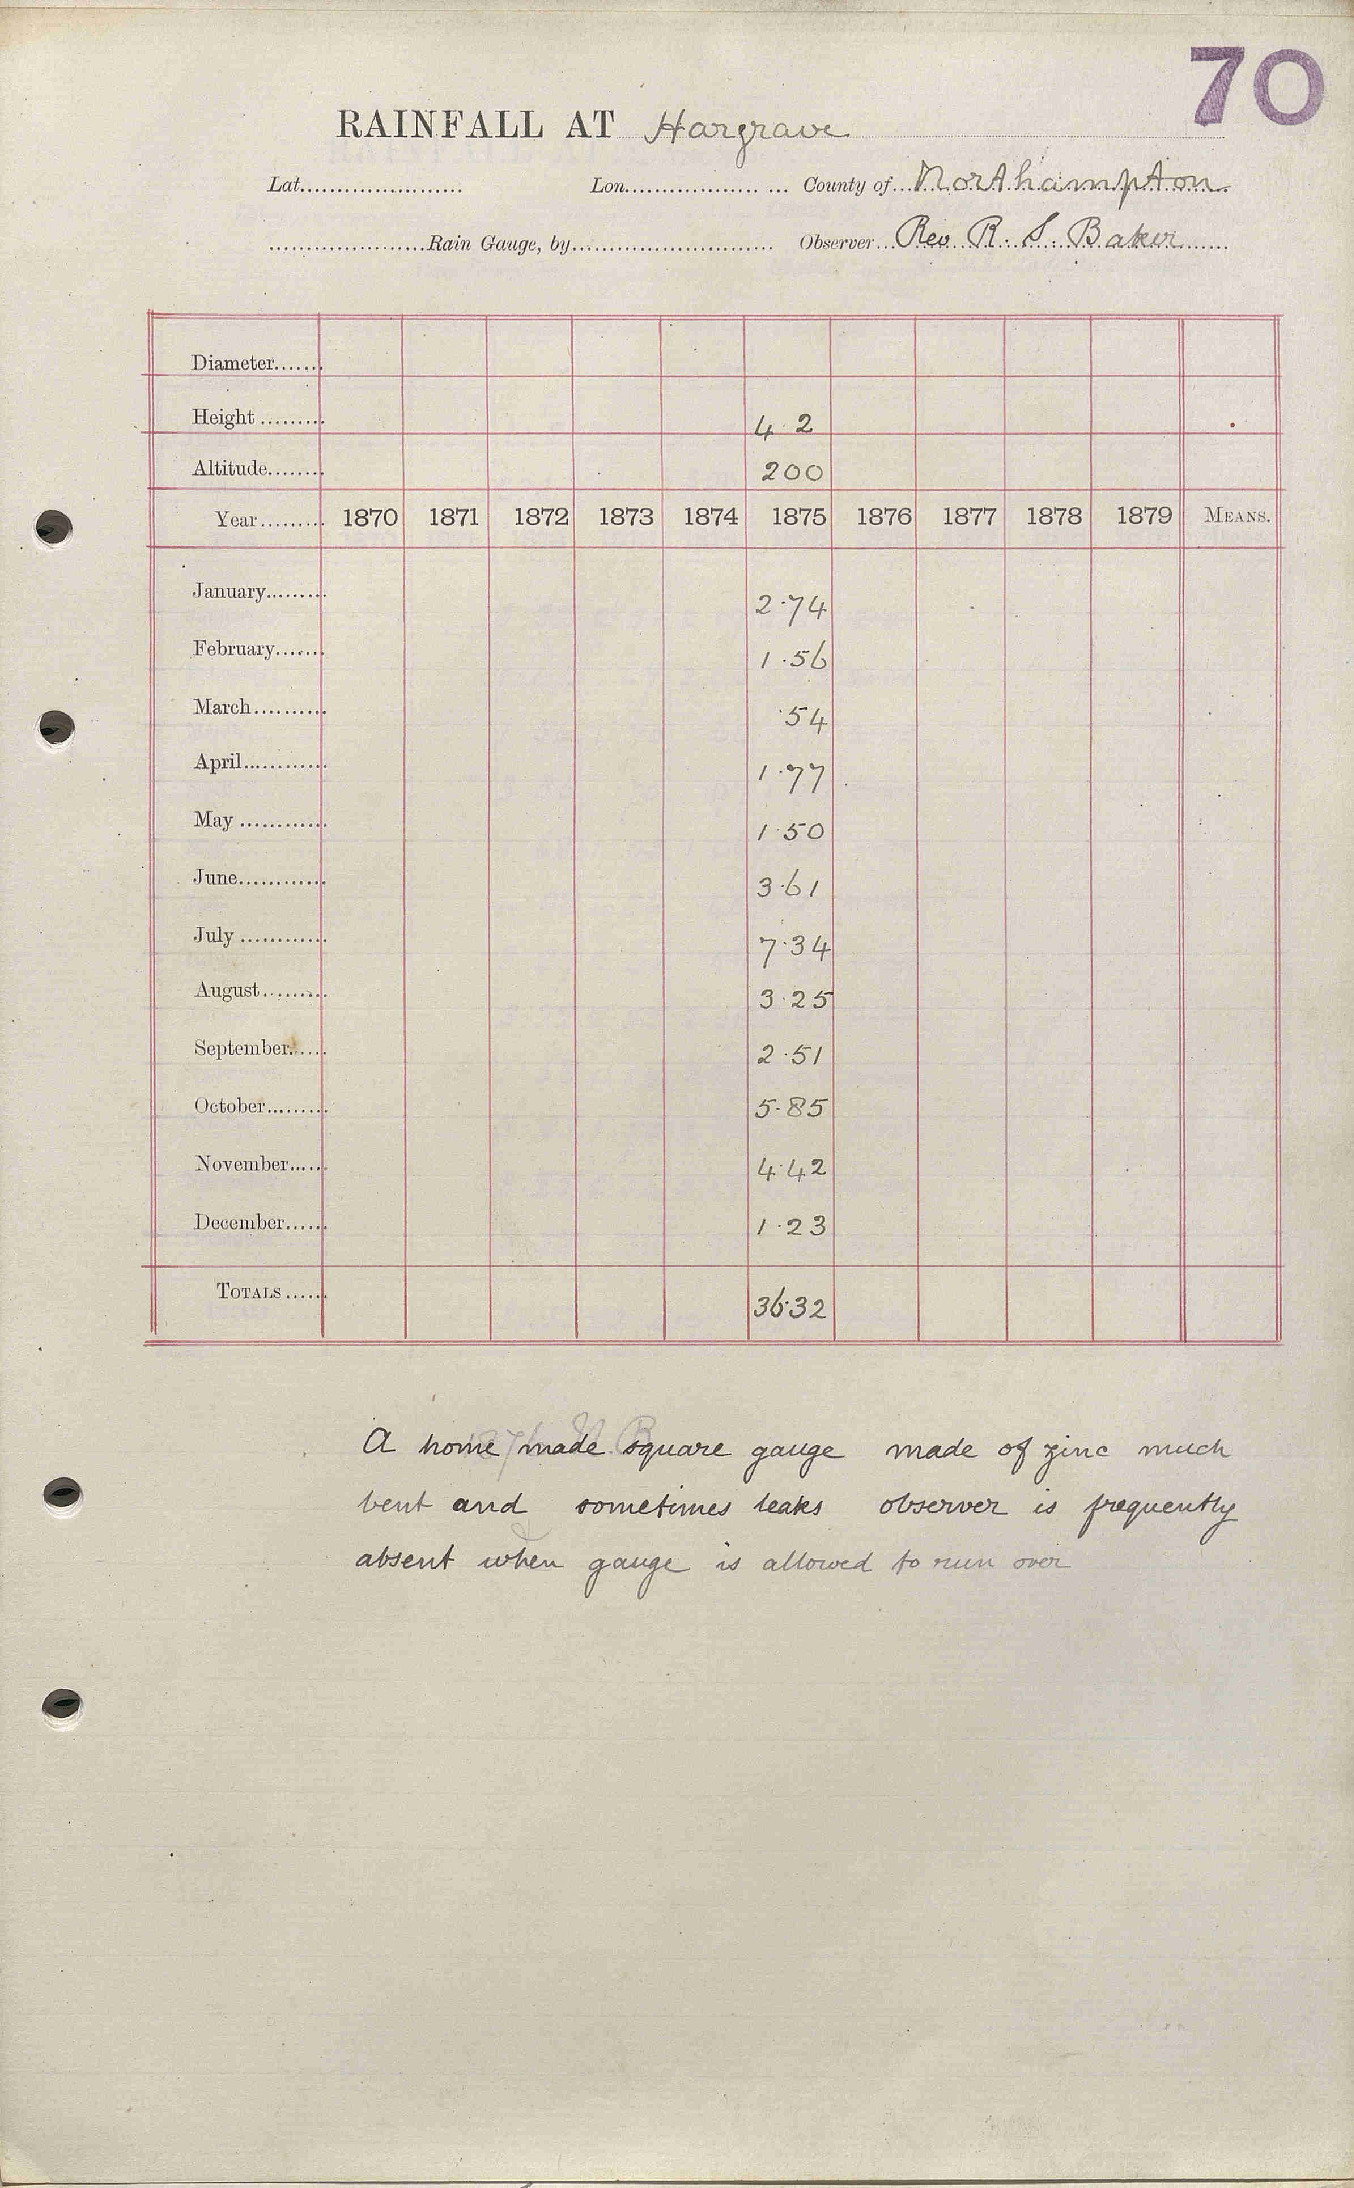 70
RAINFALL AT Hargrave
Lat. Lon. County of Northampton
Rain Gauge, by Observer Rev R. S. Baker
Diameter
Height 4 2
Altitude 200
Year 1870 1871 1872 1873 1874 1875 1876 1877 1878 1879 MEANS.
January 2.74
February 1.56
March .54
April 1.77
May 1.50
June 3.61
July 7.34
August 3.25
September 2.51
October 5.85
November 4.42
December 1.23
TOTALS 36.32
A home made square gauge made of zinc much
bent and sometimes leaks observer is frequently
absent when gauge is allowed to run over